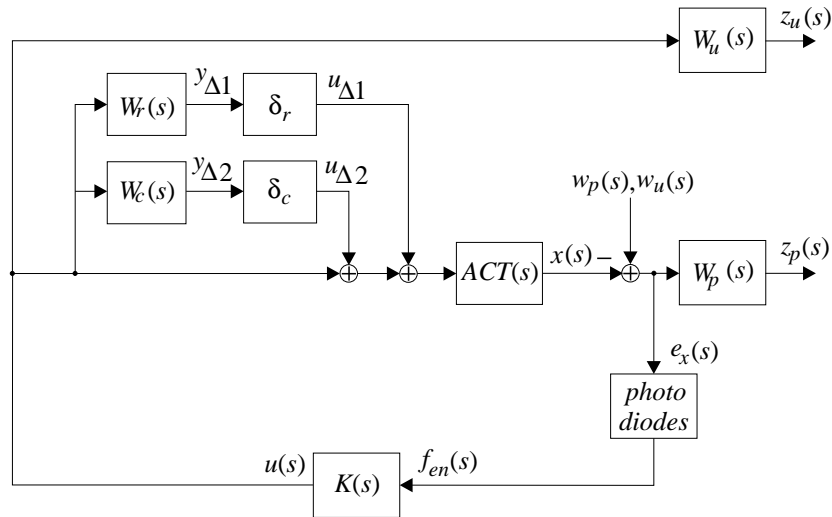 z_u(s)
W_u(s)
y_Δ1
u_Δ1
W_r(s)
δ_r
y_Δ2
u_Δ2
W_c(s)
δ_c
w_p(s),w_u(s)
z_p(s)
x(s) –
ACT(s)
W_p(s)
e_x(s)
photo
diodes
u(s)
f_en(s)
K(s)